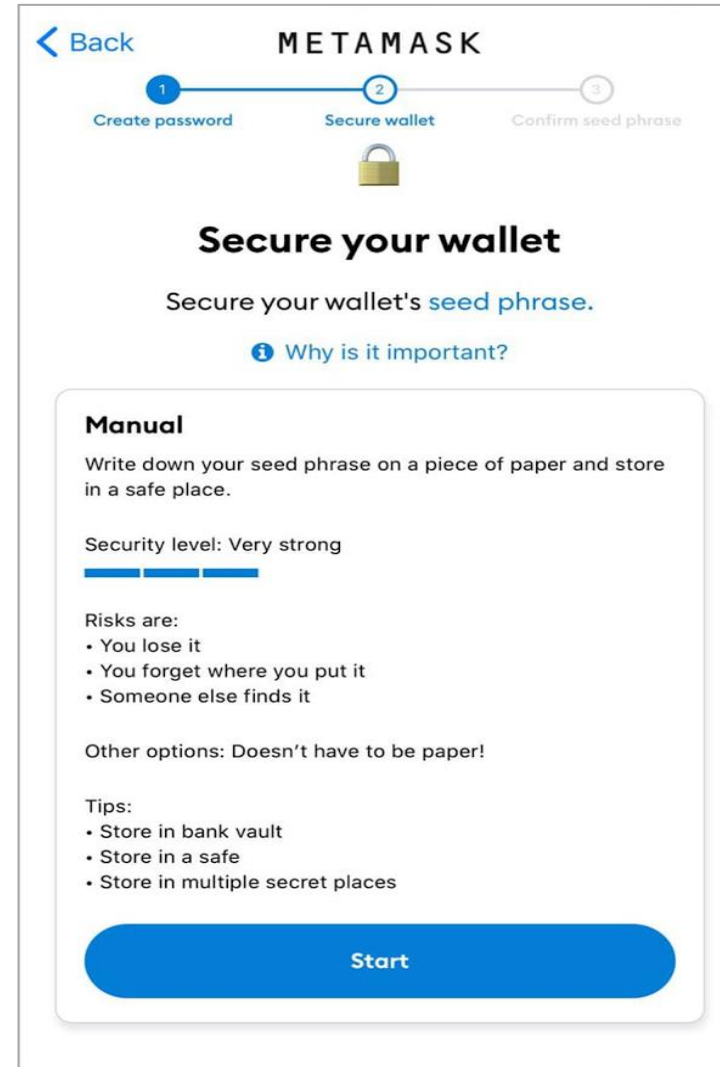 Back
METAMASK
1 2 3
Create password Secure wallet Confirm seed phrase
Secure your wallet
Secure your wallet's seed phrase.
Why is it important?
Manual
Write down your seed phrase on a piece of paper and store
in a safe place.
Security level: Very strong
Risks are:
• You lose it
• You forget where you put it
• Someone else finds it
Other options: Doesn’t have to be paper!
Tips:
• Store in bank vault
• Store in a safe
• Store in multiple secret places
Start